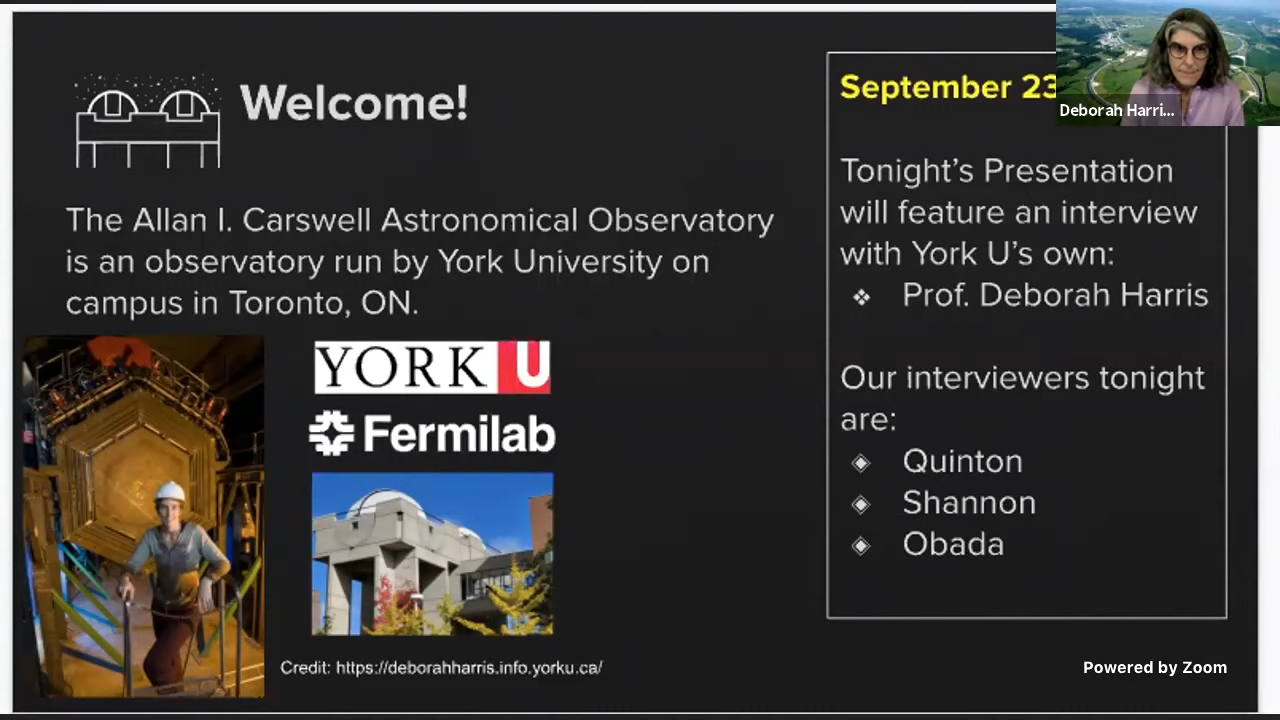 Welcome!
The Allan I. Carswell Astronomical Observatory
is an observatory run by York University on
campus in Toronto, ON.
YORK U
Fermilab
Credit: https://deborahharris.info.yorku.ca/
September 23
Tonight’s Presentation
will feature an interview
with York U’s own:
❖ Prof. Deborah Harris
Our interviewers tonight
are:
◈ Quinton
◈ Shannon
◈ Obada
Deborah Harri...
Powered by Zoom